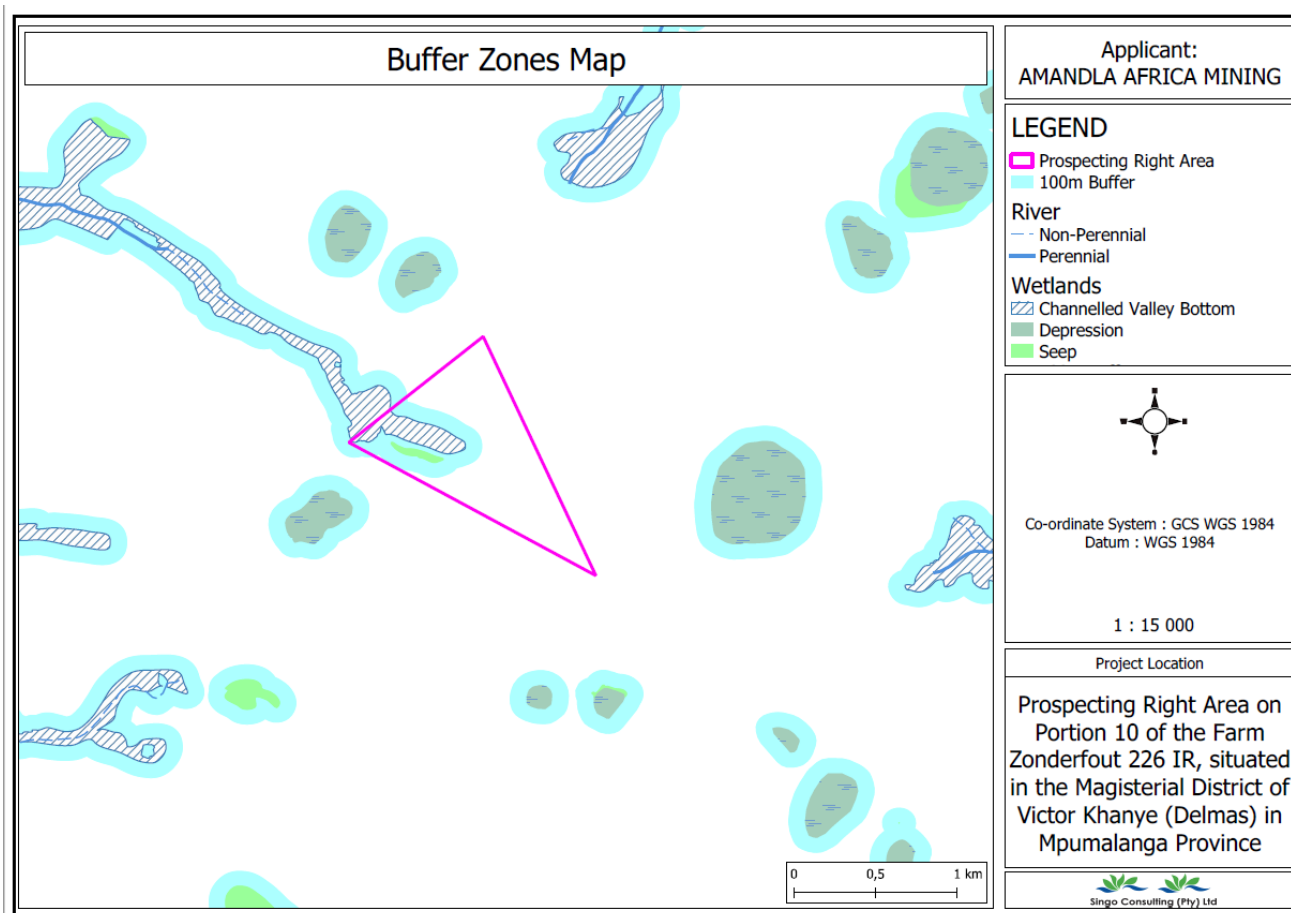 Buffer Zones Map
Applicant:
AMANDLA AFRICA MINING
LEGEND
Prospecting Right Area
100m Buffer
River
Non-Perennial
Perennial
Wetlands
Channelled Valley Bottom
Depression
Seep
Co-ordinate System : GCS WGS 1984
Datum : WGS 1984
1 : 15 000
Project Location
Prospecting Right Area on
Portion 10 of the Farm
Zonderfout 226 IR, situated
in the Magisterial District of
Victor Khanye (Delmas) in
Mpumalanga Province
0 0,5 1 km
Singo Consulting (Pty) Ltd